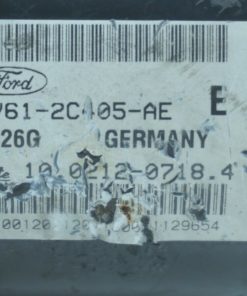 Ford
761-2C405-AE E
26G GERMANY
10.0212-0718.4